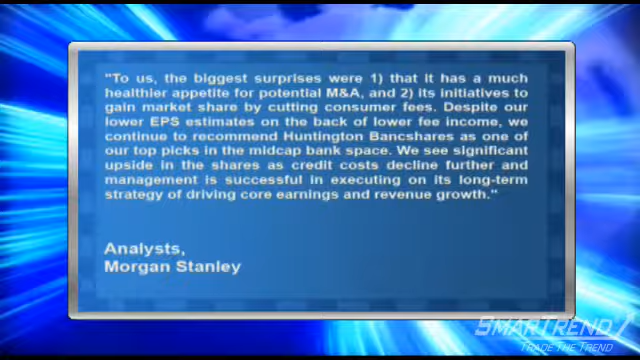 "To us, the biggest surprises were 1) that it has a much
healthier appetite for potential M&A, and 2) its initiatives to
gain market share by cutting consumer fees. Despite our
lower EPS estimates on the back of lower fee income, we
continue to recommend Huntington Bancshares as one of
our top picks in the midcap bank space. We see significant
upside in the shares as credit costs decline further and
management is successful in executing on its long-term
strategy of driving core earnings and revenue growth."
Analysts,
Morgan Stanley
SMARTREND
TRADE THE TREND